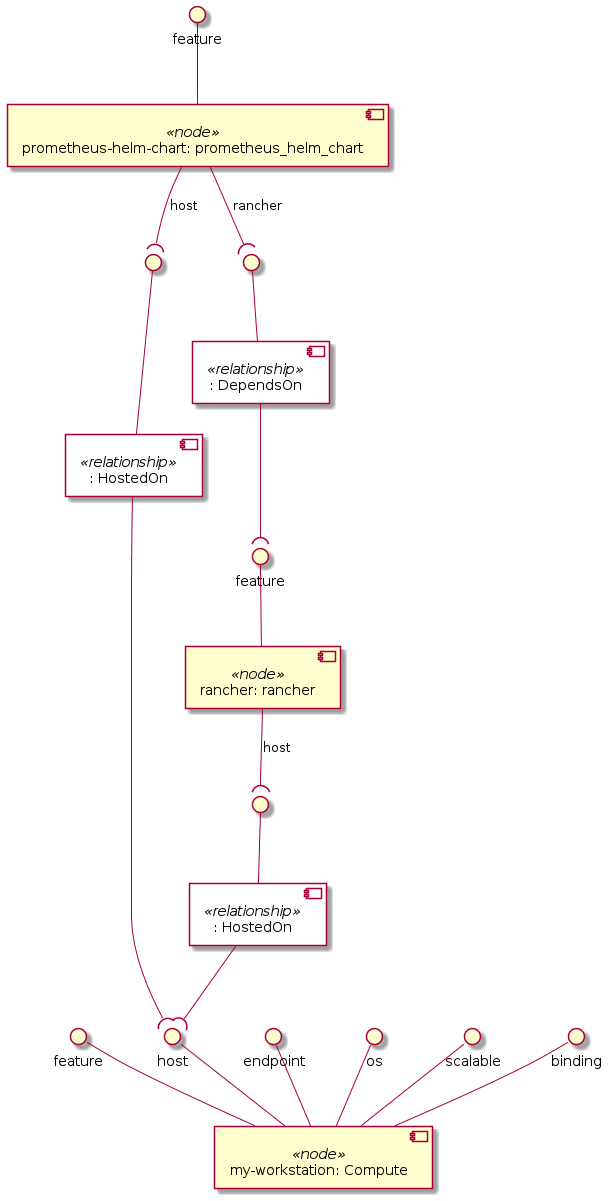 feature
«node»
prometheus-helm-chart: prometheus_helm_chart
host
rancher
«relationship»
: DependsOn
«relationship»
: HostedOn
feature
«node»
rancher: rancher
host
«relationship»
: HostedOn
feature
host
endpoint
os
scalable
binding
«node»
my-workstation: Compute